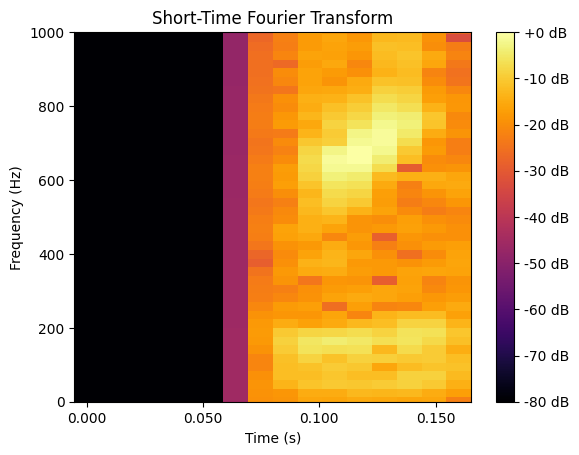 Short-Time Fourier Transform
1000
800
600
400
200
0
Frequency (Hz)
0.000
0.050
0.100
0.150
Time (s)
+0 dB
-10 dB
-20 dB
-30 dB
-40 dB
-50 dB
-60 dB
-70 dB
-80 dB